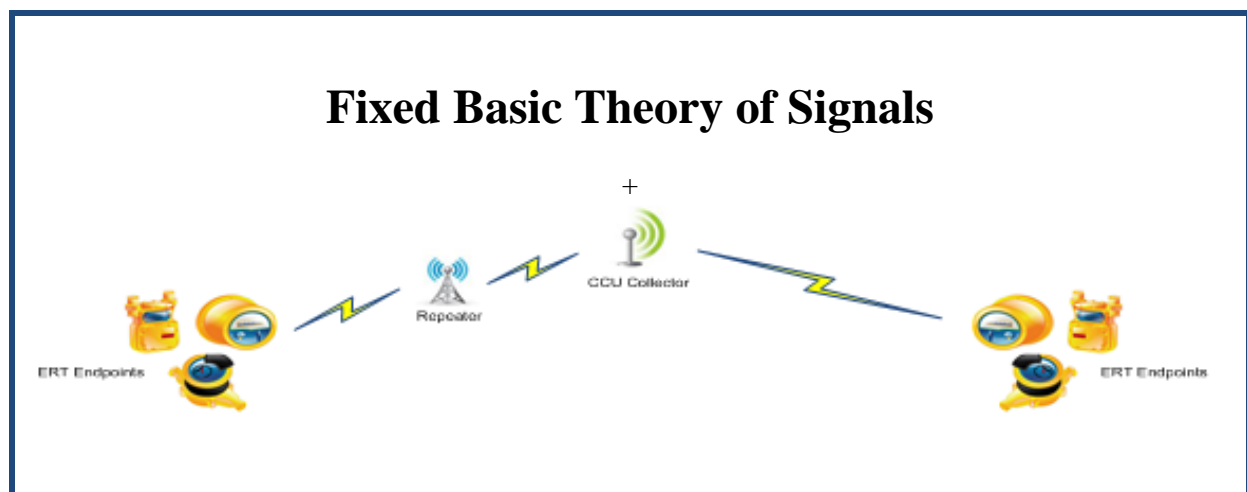 Fixed Basic Theory of Signals
+
CCU Collector
Repeater
ERT Endpoints
ERT Endpoints